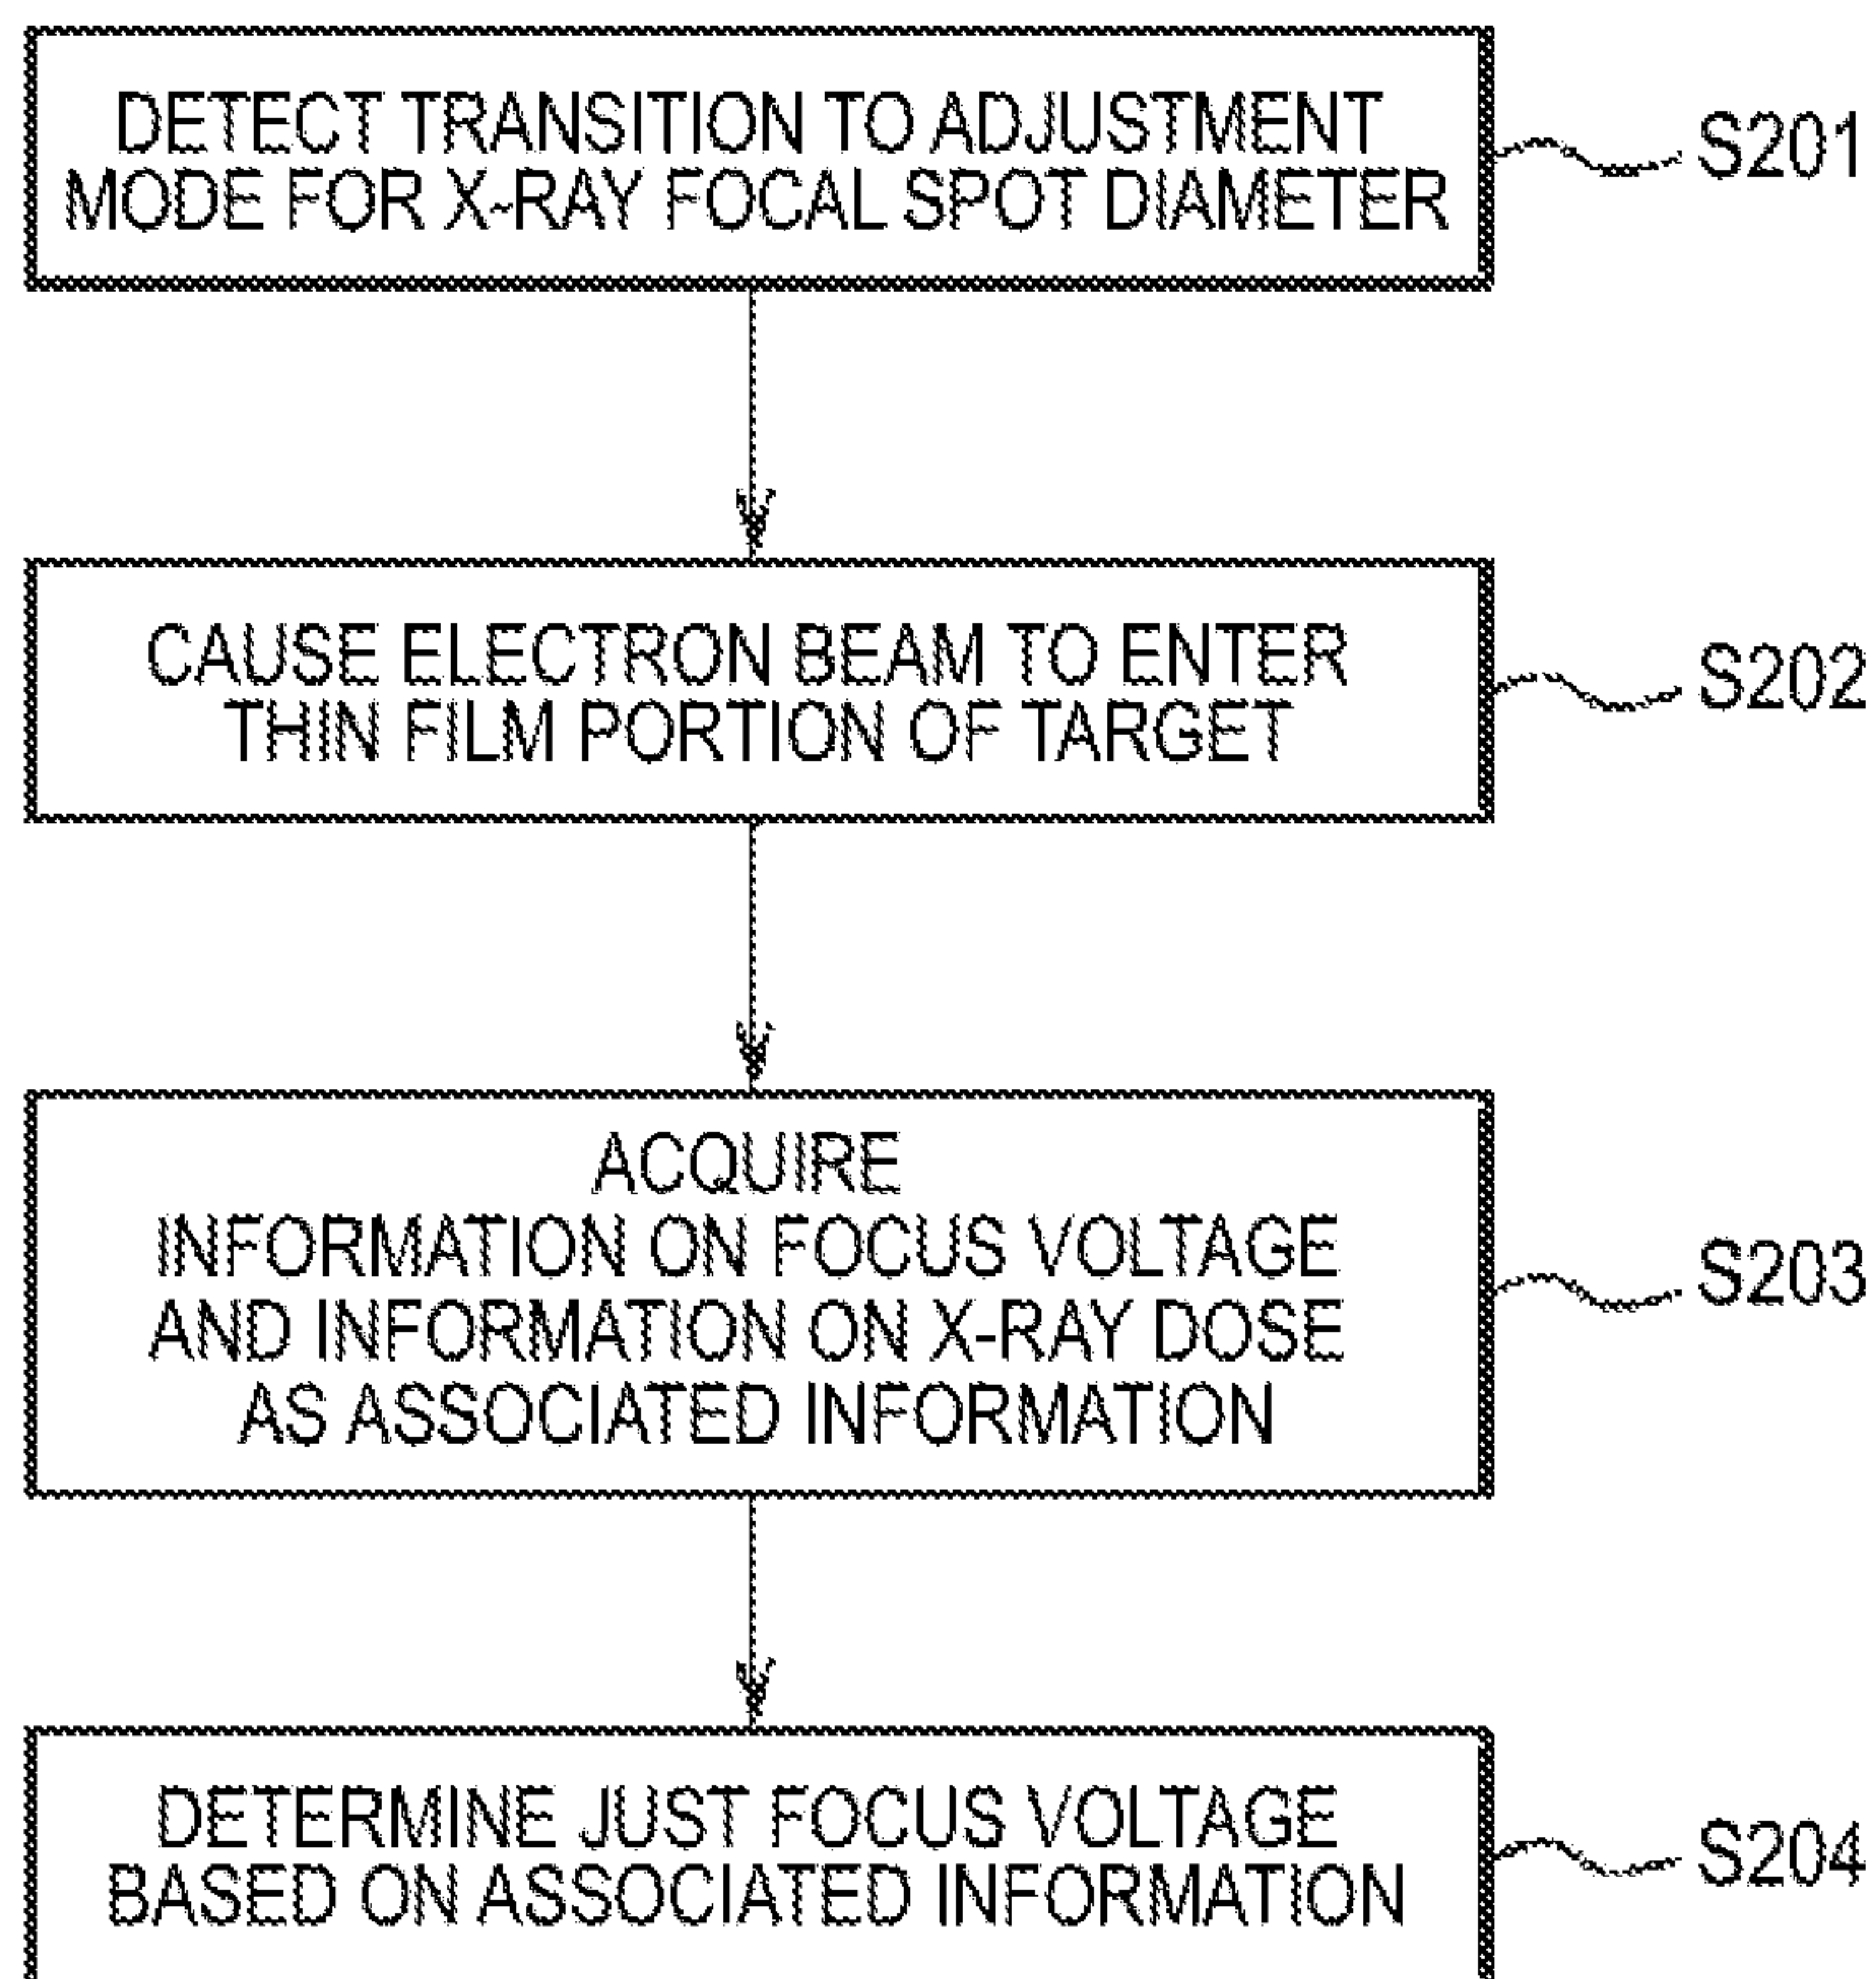 DETECT TRANSITION TO ADJUSTMENT
MODE FOR X-RAY FOCAL SPOT DIAMETER
S201
CAUSE ELECTRON BEAM TO ENTER
THIN FILM PORTION OF TARGET
S202
ACQUIRE
INFORMATION ON FOCUS VOLTAGE
AND INFORMATION ON X-RAY DOSE
AS ASSOCIATED INFORMATION
S203
DETERMINE JUST FOCUS VOLTAGE
BASED ON ASSOCIATED INFORMATION
S204